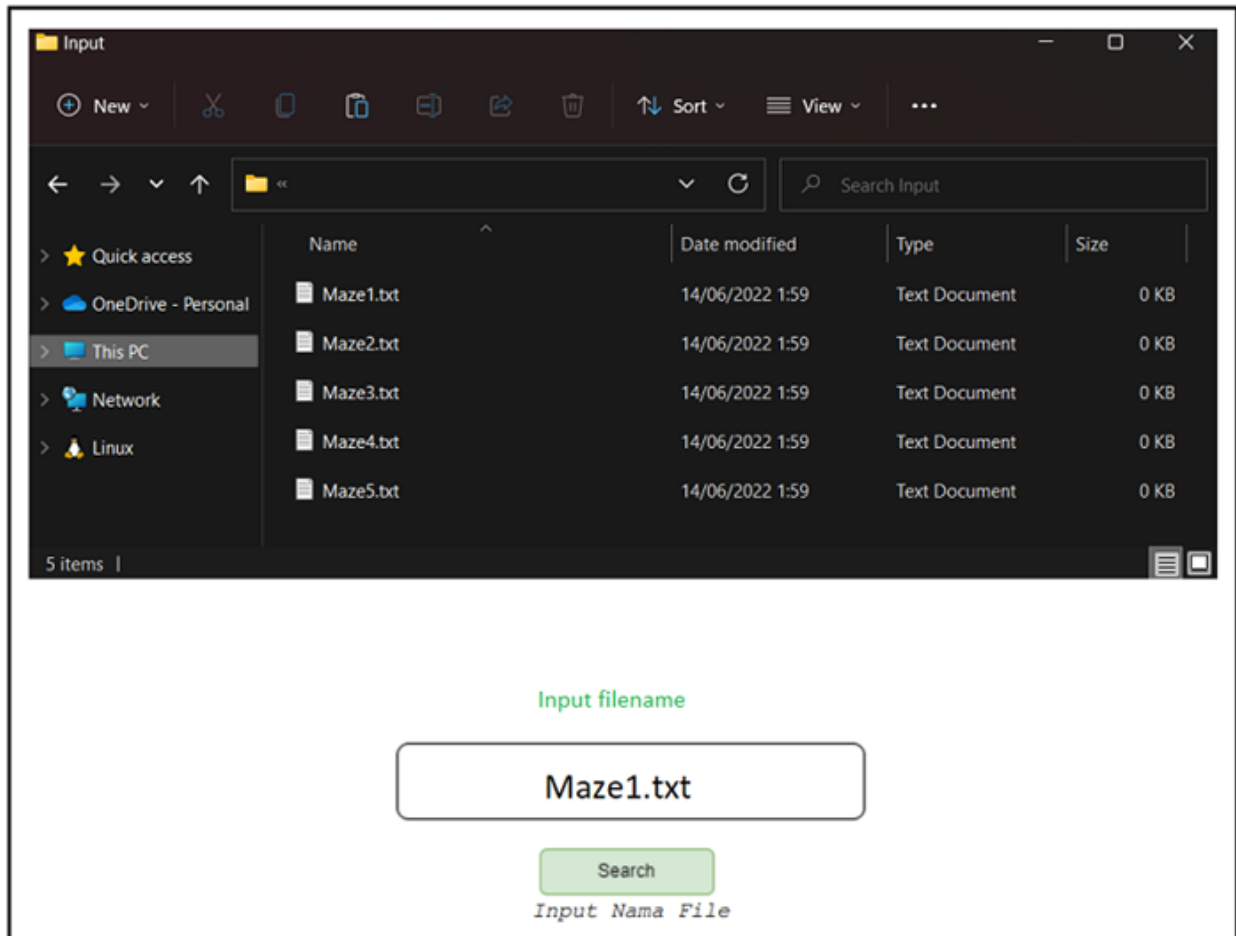 Input
New
Sort
View
Search Input
Name Date modified Type Size
Quick access
OneDrive - Personal
This PC
Network
Linux
Maze1.txt 14/06/2022 1:59 Text Document 0 KB
Maze2.txt 14/06/2022 1:59 Text Document 0 KB
Maze3.txt 14/06/2022 1:59 Text Document 0 KB
Maze4.txt 14/06/2022 1:59 Text Document 0 KB
Maze5.txt 14/06/2022 1:59 Text Document 0 KB
5 items
Input filename
Maze1.txt
Search
Input Nama File